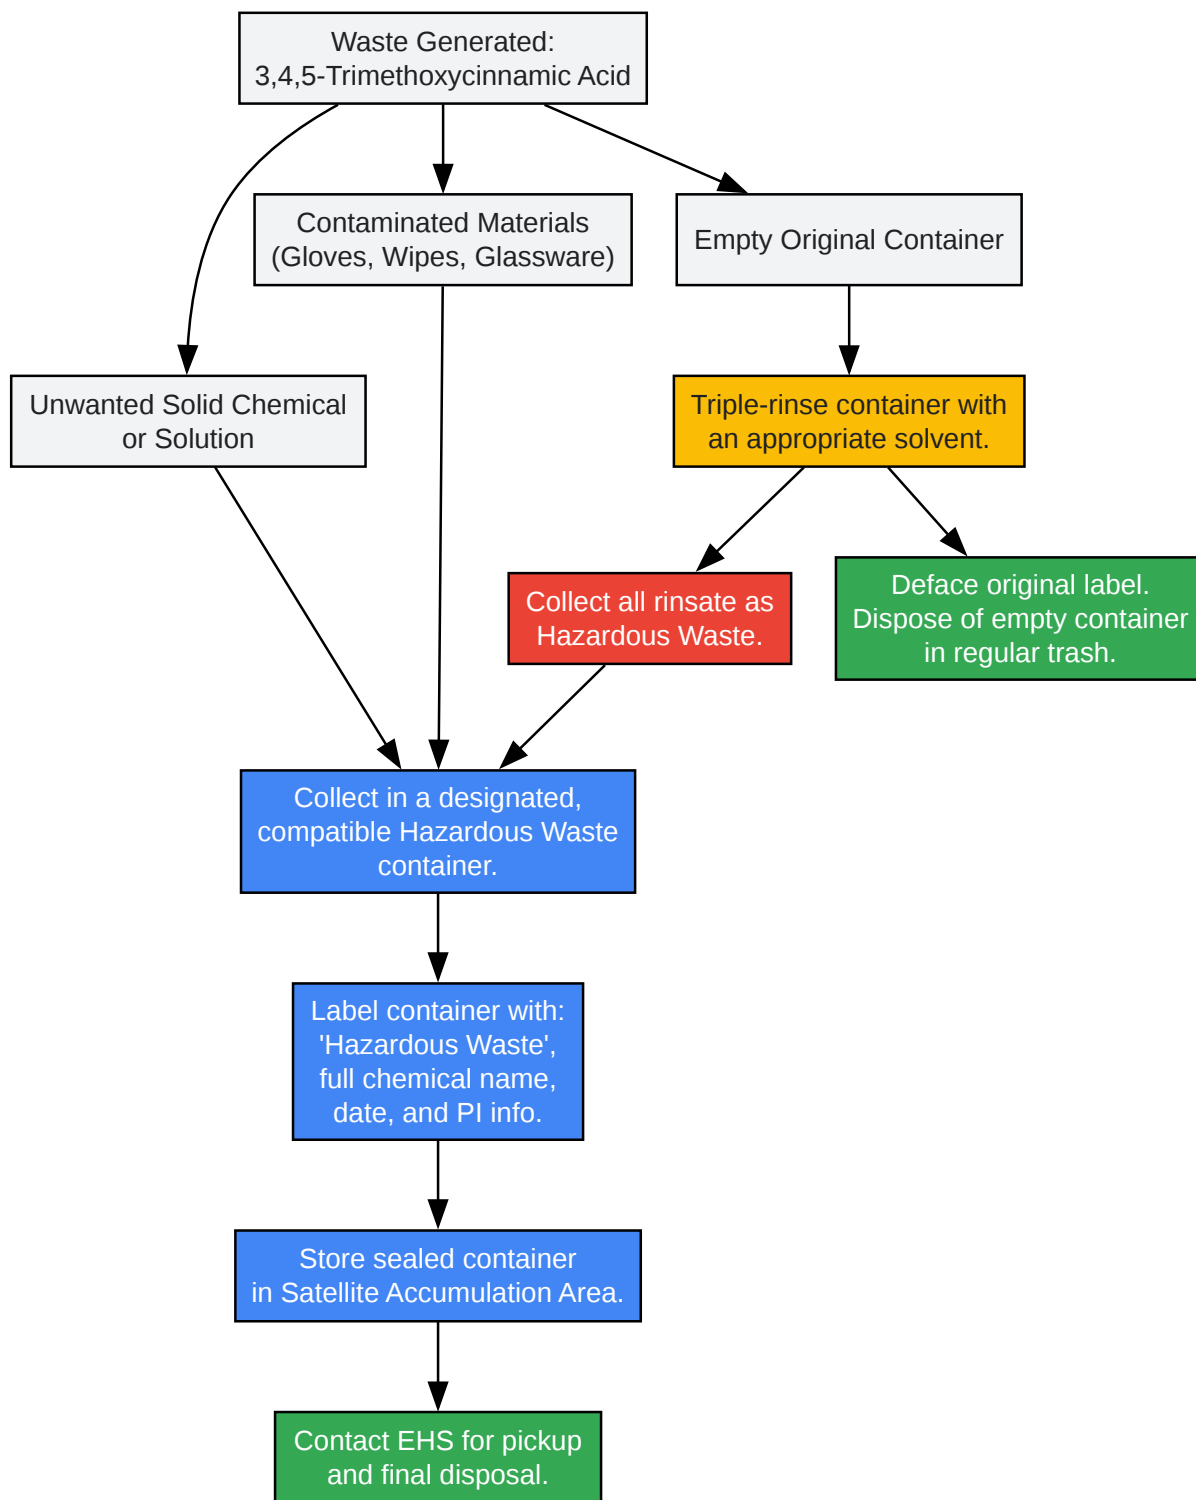 Waste Generated:
3,4,5-Trimethoxycinnamic Acid
Contaminated Materials
(Gloves, Wipes, Glassware)
Empty Original Container
Unwanted Solid Chemical
or Solution
Triple-rinse container with
an appropriate solvent.
Collect all rinsate as
Hazardous Waste.
Deface original label.
Dispose of empty container
in regular trash.
Collect in a designated,
compatible Hazardous Waste
container.
Label container with:
'Hazardous Waste',
full chemical name,
date, and PI info.
Store sealed container
in Satellite Accumulation Area.
Contact EHS for pickup
and final disposal.